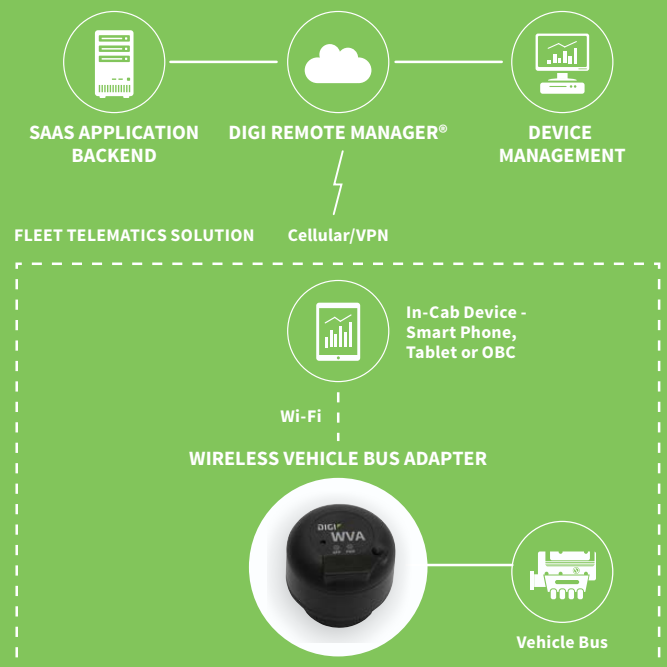 SAAS APPLICATION
BACKEND
DIGI REMOTE MANAGER®
DEVICE
MANAGEMENT
FLEET TELEMATICS SOLUTION
Cellular/VPN
In-Cab Device -
Smart Phone,
Tablet or OBC
Wi-Fi
WIRELESS VEHICLE BUS ADAPTER
DIGI
WVA
Vehicle Bus